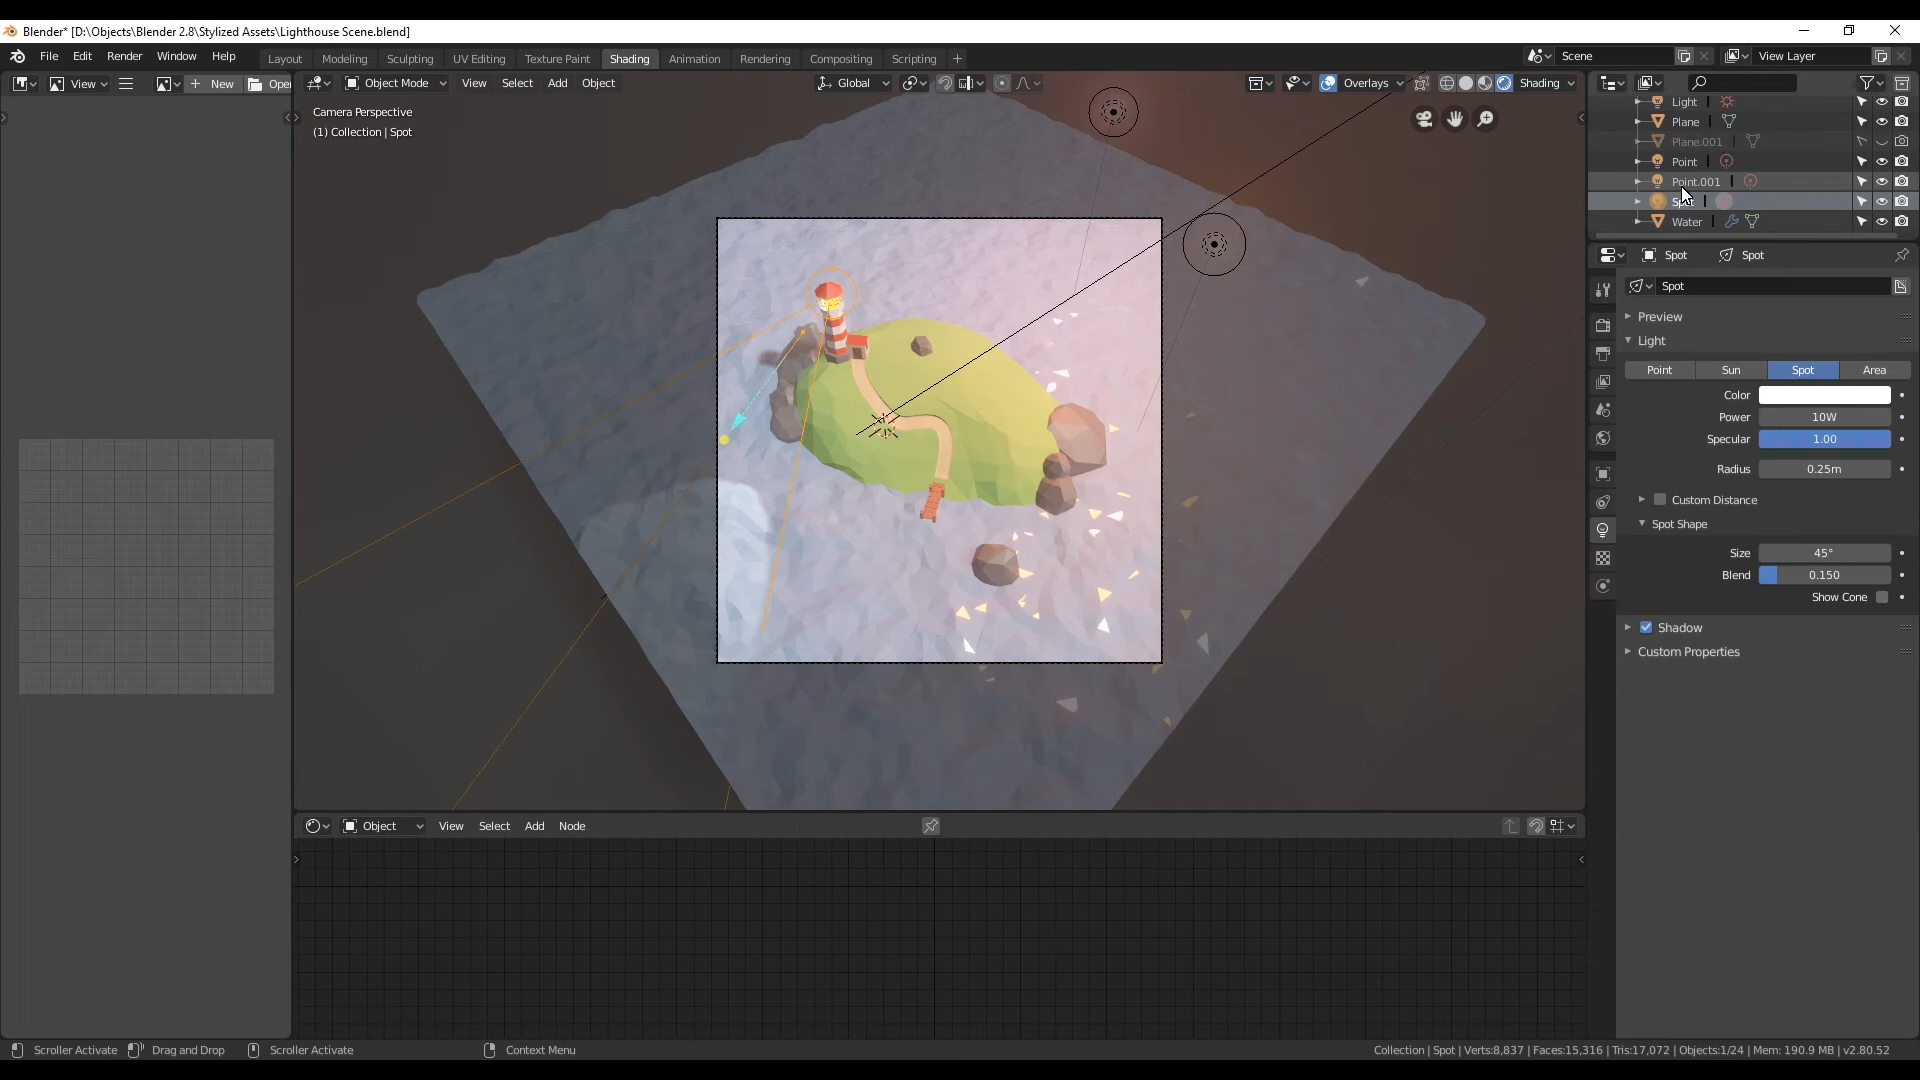 Blender* [D:\Objects\Blender 2.8\Stylized Assets\Lighthouse Scene.blend]
File Edit Render Window Help Layout Modeling Sculpting UV Editing Texture Paint Shading Animation Rendering Compositing Scripting + Scene View Layer
View New Open Object Mode View Select Add Object Global Overlays Shading
Camera Perspective
(1) Collection | Spot
Light
Plane
Plane.001
Point
Point.001
Water
Spot Spot
Spot
Preview
Light
Point Sun Spot Area
Color
Power 10W
Specular 1.00
Radius 0.25m
Custom Distance
Spot Shape
Size 45°
Blend 0.150
Show Cone
Shadow
Custom Properties
Object View Select Add Node
Scroller Activate Drag and Drop Scroller Activate Context Menu Collection | Spot | Verts:8,837 | Faces:15,316 | Tris:17,072 | Objects:1/24 | Mem: 190.9 MB | v2.80.52